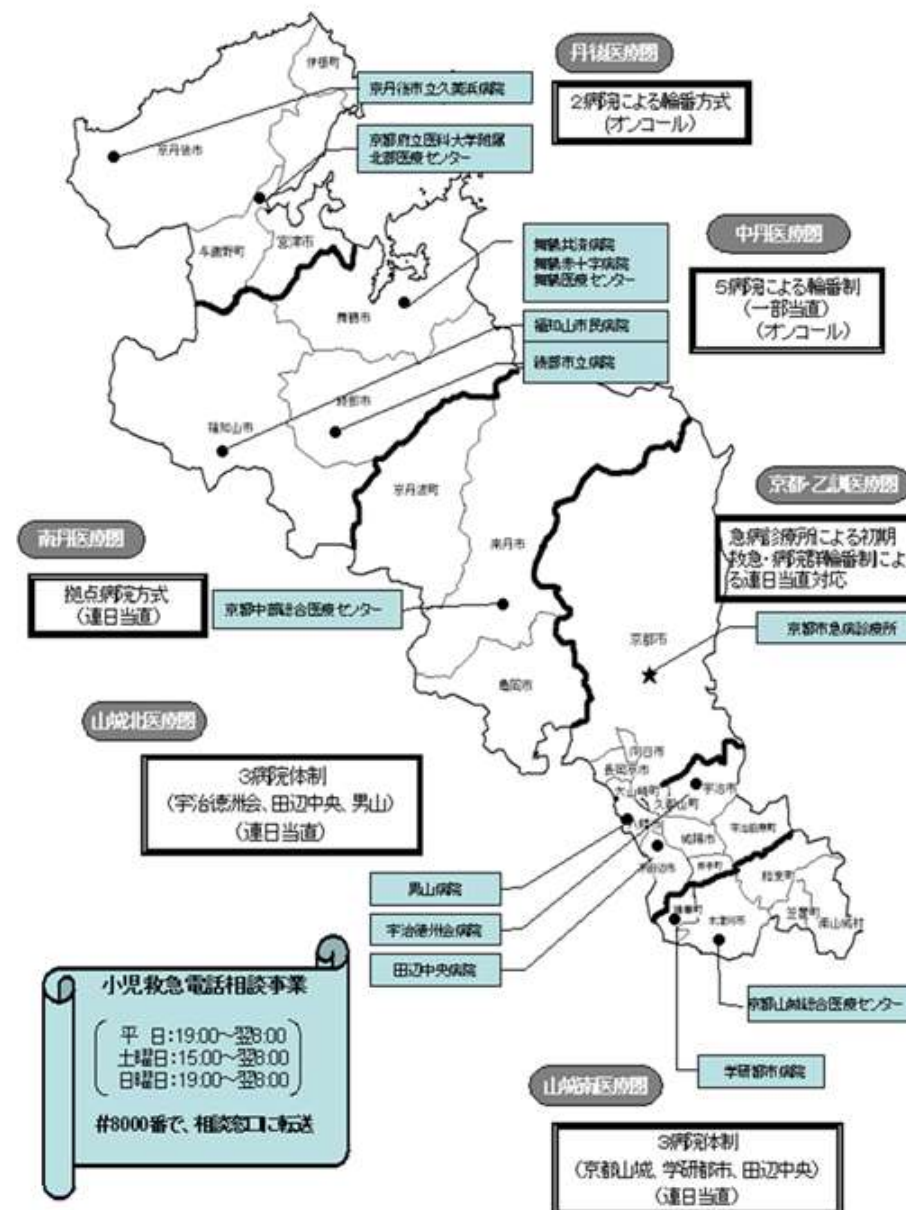 伊根町
丹後医療圏
京丹後市立久美浜病院
2病院による輪番方式
(オンコール)
京都府立医科大学附属
北部医療センター
京丹後市
与謝野町
宮津市
舞鶴共済病院
舞鶴赤十字病院
舞鶴医療センター
中丹医療圏
5病院による輪番制
(一部当直)
(オンコール)
舞鶴市
福知山市民病院
綾部市立病院
綾部市
福知山市
京丹波町
京都・乙訓医療圏
南丹医療圏
南丹市
急病診療所による初期
救急・病院群輪番制によ
る連日当直対応
拠点病院方式
(連日当直)
京都中部総合医療センター
京都市急病診療所
京都市
亀岡市
山城北医療圏
3病院体制
(宇治徳洲会、田辺中央、男山)
(連日当直)
向日市
長岡京市
大山崎町
宇治市
久御山町
八幡市
城陽市
宇治田原町
京田辺市
井手町
和束町
精華町
木津川市
笠置町
南山城村
男山病院
宇治徳洲会病院
田辺中央病院
京都山城総合医療センター
学研都市病院
小児救急電話相談事業
平 日:19:00～翌8:00
土曜日:15:00～翌8:00
日曜日:19:00～翌8:00
#8000番で、相談窓口に転送
山城南医療圏
3病院体制
(京都山城、学研都市、田辺中央)
(連日当直)